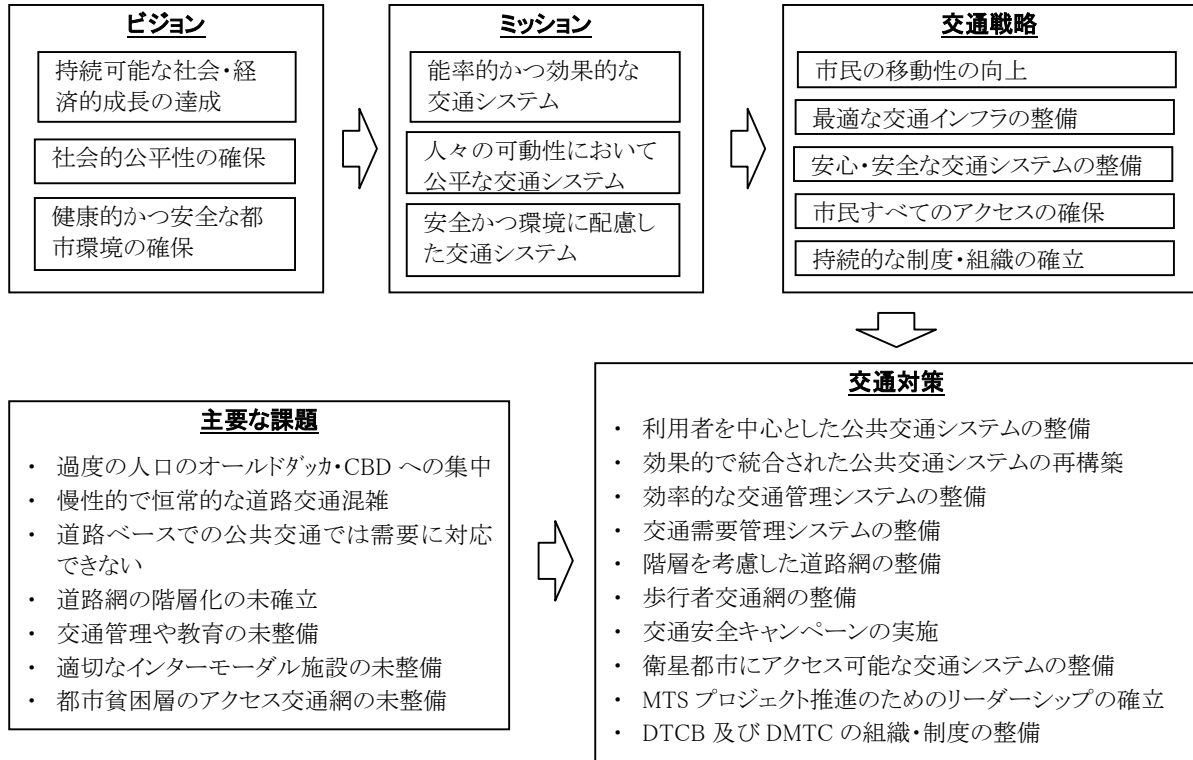 ビジョン
持続可能な社会・経
済的成長の達成
社会的公平性の確保
健康的かつ安全な都
市環境の確保
ミッション
能率的かつ効果的な
交通システム
人々の可動性において
公平な交通システム
安全かつ環境に配慮し
た交通システム
交通戦略
市民の移動性の向上
最適な交通インフラの整備
安心・安全な交通システムの整備
市民すべてのアクセスの確保
持続的な制度・組織の確立
主要な課題
・ 過度の人口のオールドダッカ・CBD への集中
・ 慢性的で恒常的な道路交通混雑
・ 道路ベースでの公共交通では需要に対応
できない
・ 道路網の階層化の未確立
・ 交通管理や教育の未整備
・ 適切なインターモーダル施設の未整備
・ 都市貧困層のアクセス交通網の未整備
交通対策
・ 利用者を中心とした公共交通システムの整備
・ 効果的で統合された公共交通システムの再構築
・ 効率的な交通管理システムの整備
・ 交通需要管理システムの整備
・ 階層を考慮した道路網の整備
・ 歩行者交通網の整備
・ 交通安全キャンペーンの実施
・ 衛星都市にアクセス可能な交通システムの整備
・ MTS プロジェクト推進のためのリーダーシップの確立
・ DTCB 及び DMTC の組織・制度の整備